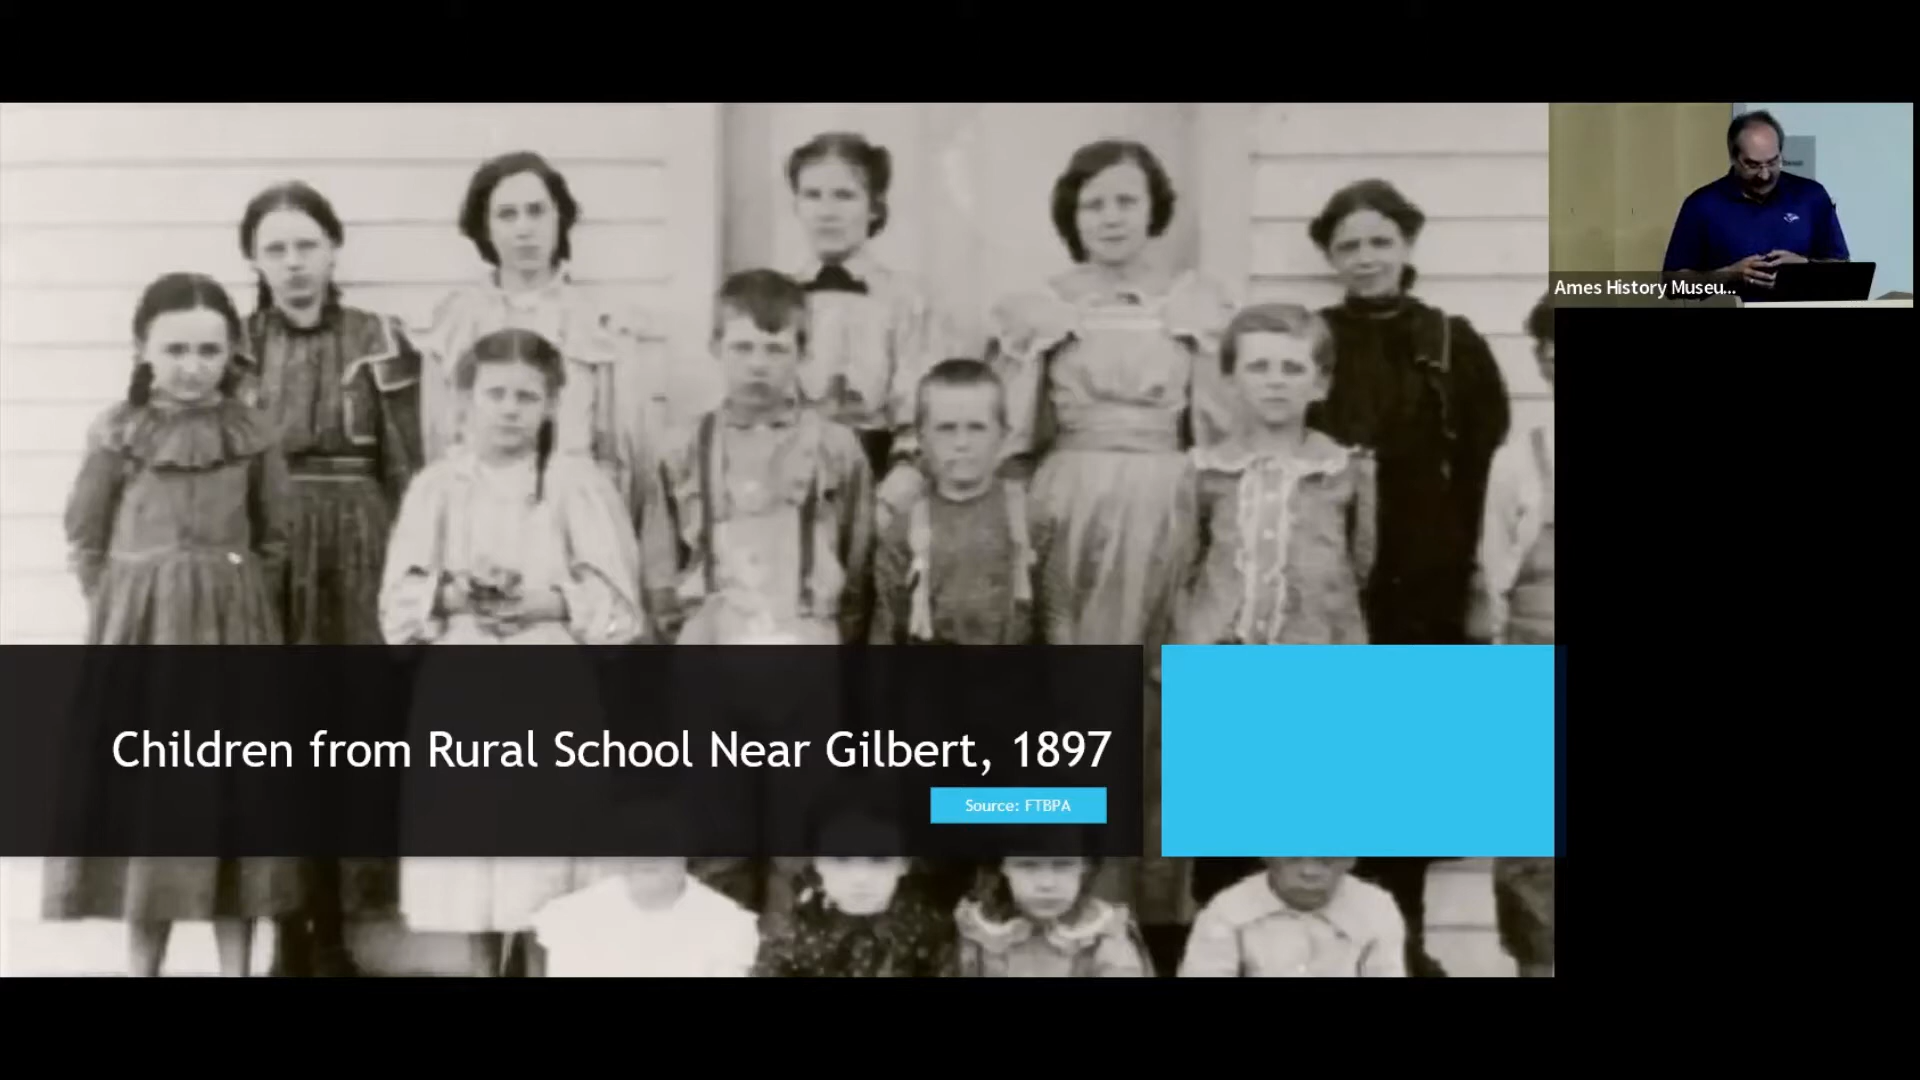 Children from Rural School Near Gilbert, 1897
Source: FTBPA
Ames History Museu...